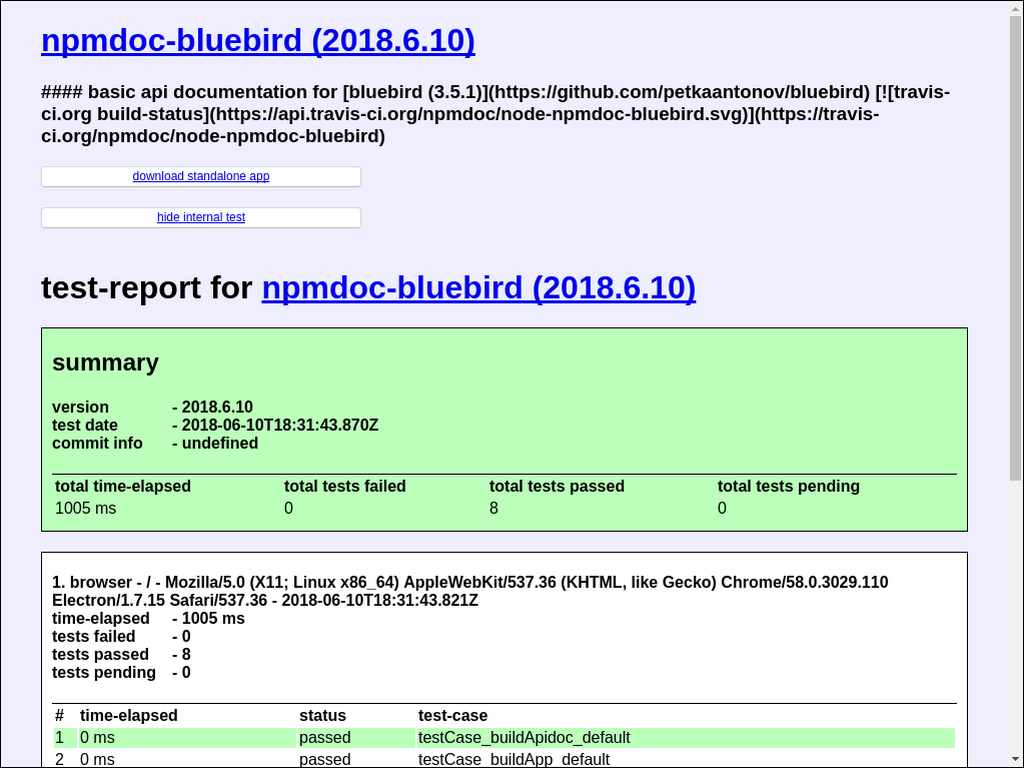 npmdoc-bluebird (2018.6.10)
#### basic api documentation for [bluebird (3.5.1)](https://github.com/petkaantonov/bluebird) [![travis-
ci.org build-status](https://api.travis-ci.org/npmdoc/node-npmdoc-bluebird.svg)](https://travis-
ci.org/npmdoc/node-npmdoc-bluebird)
download standalone app
hide internal test
test-report for npmdoc-bluebird (2018.6.10)
summary
version - 2018.6.10
test date - 2018-06-10T18:31:43.870Z
commit info - undefined
total time-elapsed total tests failed total tests passed total tests pending
1005 ms 0 8 0
1. browser - / - Mozilla/5.0 (X11; Linux x86_64) AppleWebKit/537.36 (KHTML, like Gecko) Chrome/58.0.3029.110
Electron/1.7.15 Safari/537.36 - 2018-06-10T18:31:43.821Z
time-elapsed - 1005 ms
tests failed - 0
tests passed - 8
tests pending - 0
# time-elapsed status test-case
1 0 ms passed testCase_buildApidoc_default
2 0 ms passed testCase_buildApp_default